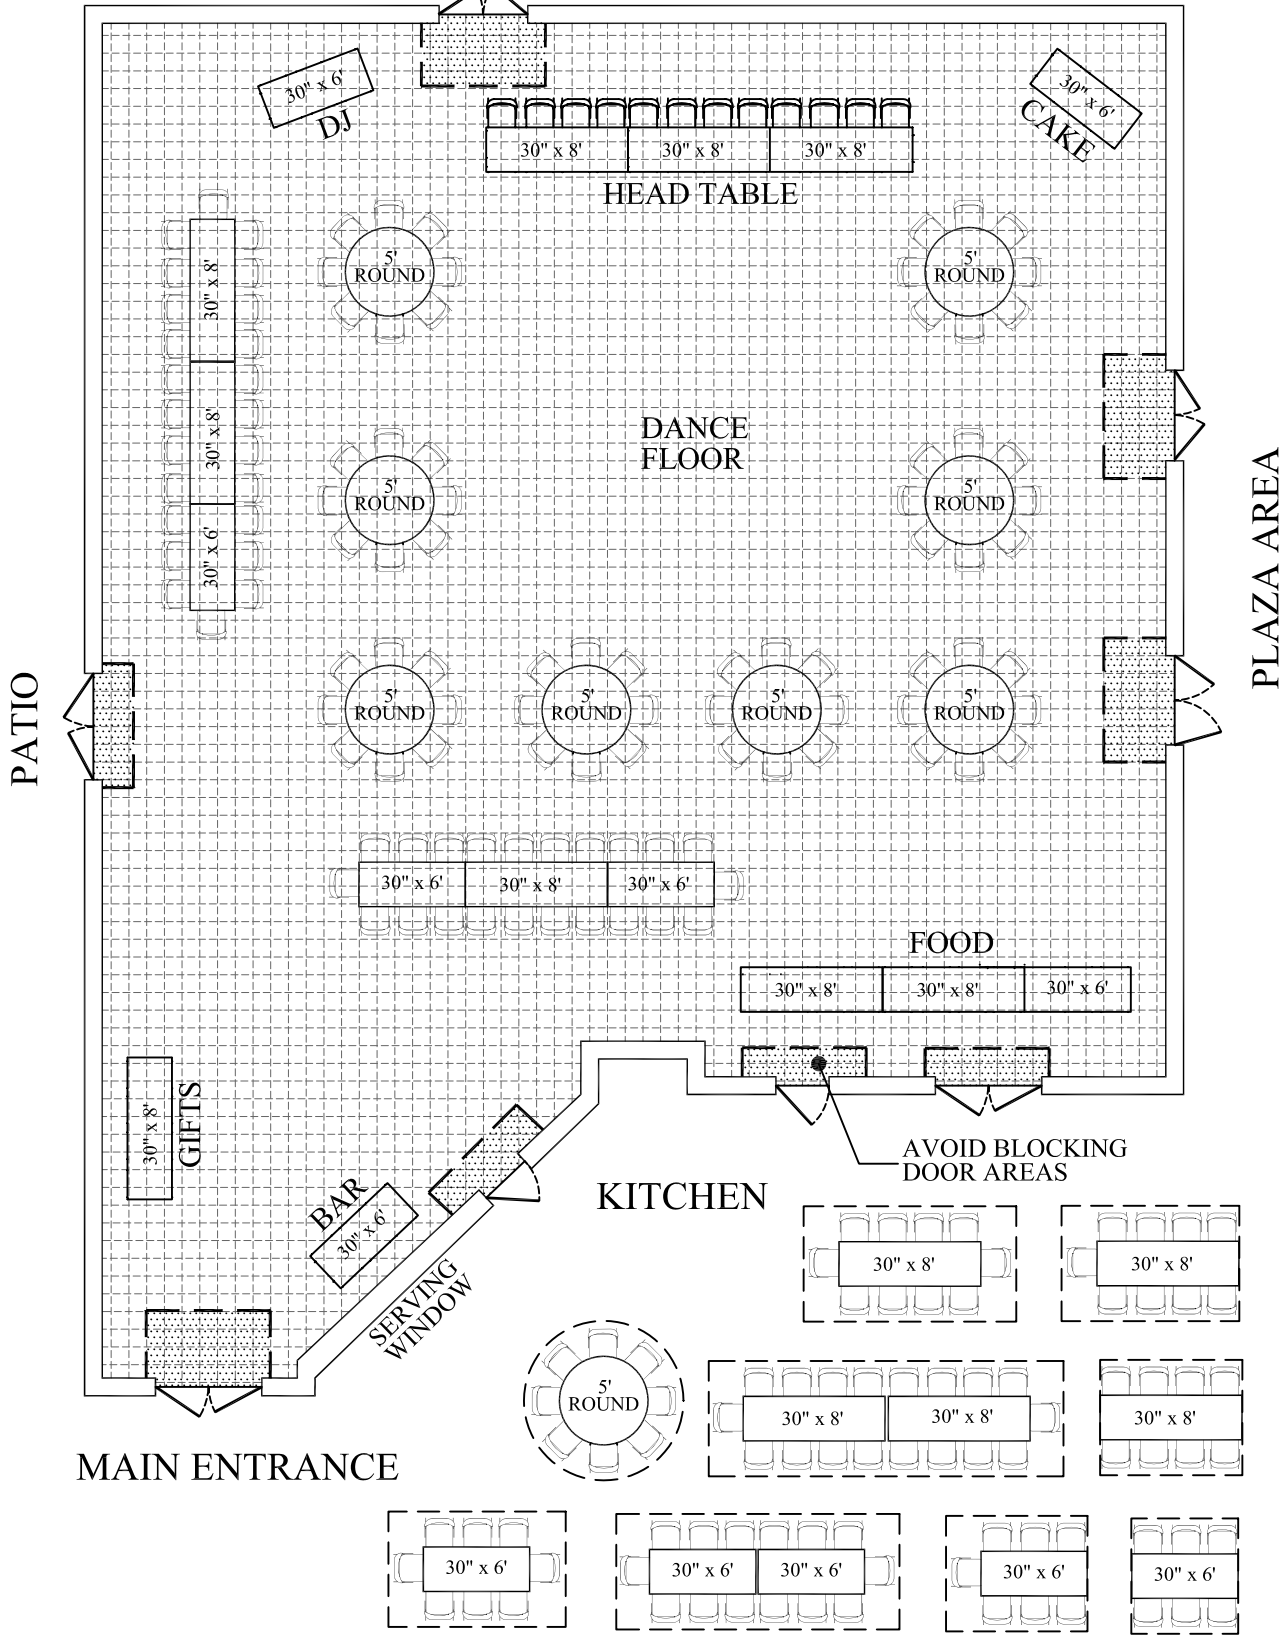 30" x 6'
DJ
30" x 6'
CAKE
30" x 8'
30" x 8'
30" x 8'
HEAD TABLE
30" x 8'
30" x 8'
30" x 6'
5'
ROUND
5'
ROUND
DANCE
FLOOR
5'
ROUND
5'
ROUND
PLAZA AREA
PATIO
5'
ROUND
5'
ROUND
5'
ROUND
5'
ROUND
30" x 6'
30" x 8'
30" x 6'
FOOD
30" x 8'
30" x 8'
30" x 6'
30" x 8'
GIFTS
BAR
30" x 6'
SERVING
WINDOW
KITCHEN
AVOID BLOCKING
DOOR AREAS
MAIN ENTRANCE
30" x 8'
30" x 8'
5'
ROUND
30" x 8'
30" x 8'
30" x 8'
30" x 6'
30" x 6'
30" x 6'
30" x 6'
30" x 6'